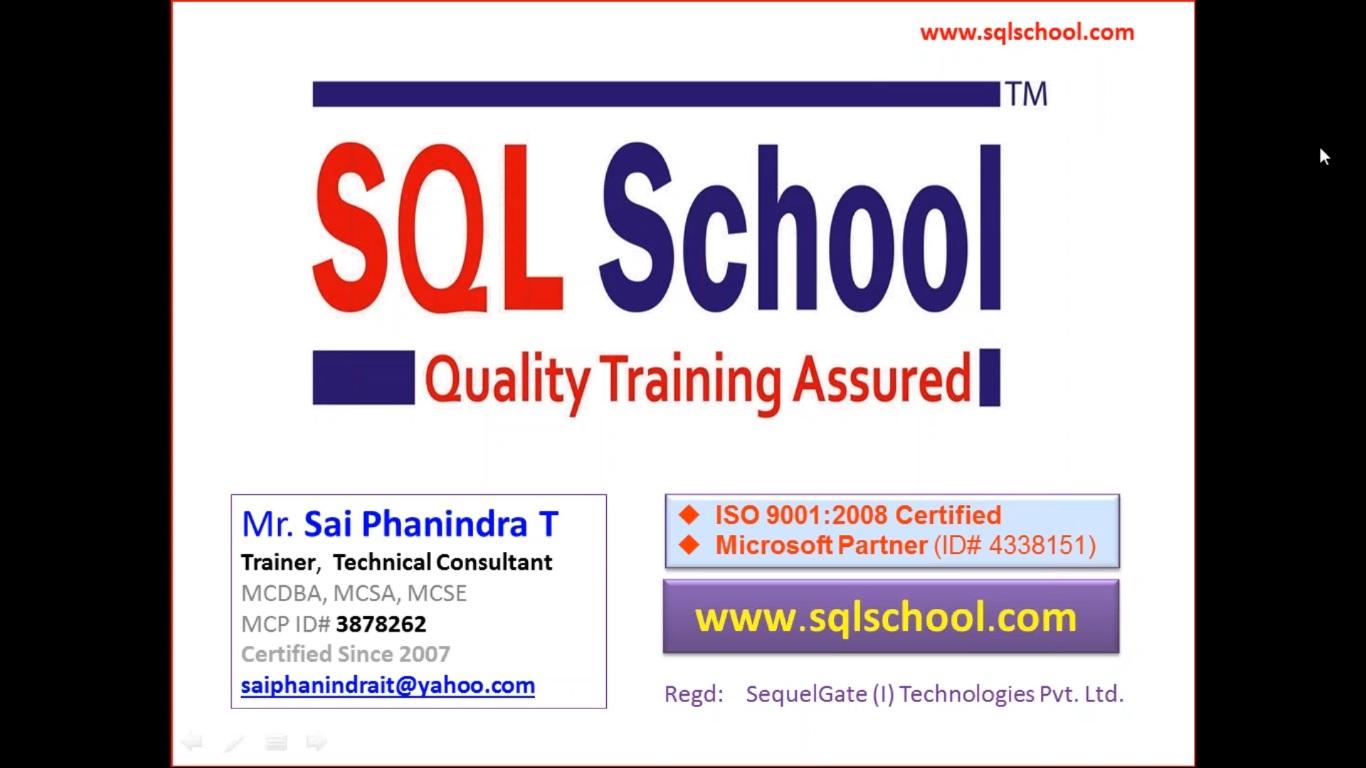 www.sqlschool.com
TM
SQL School
Quality Training Assured
Mr. Sai Phanindra T
Trainer, Technical Consultant
MCDBA, MCSA, MCSE
MCP ID# 3878262
Certified Since 2007
saiphanindrait@yahoo.com
ISO 9001:2008 Certified
Microsoft Partner (ID# 4338151)
www.sqlschool.com
Regd: SequelGate (I) Technologies Pvt. Ltd.